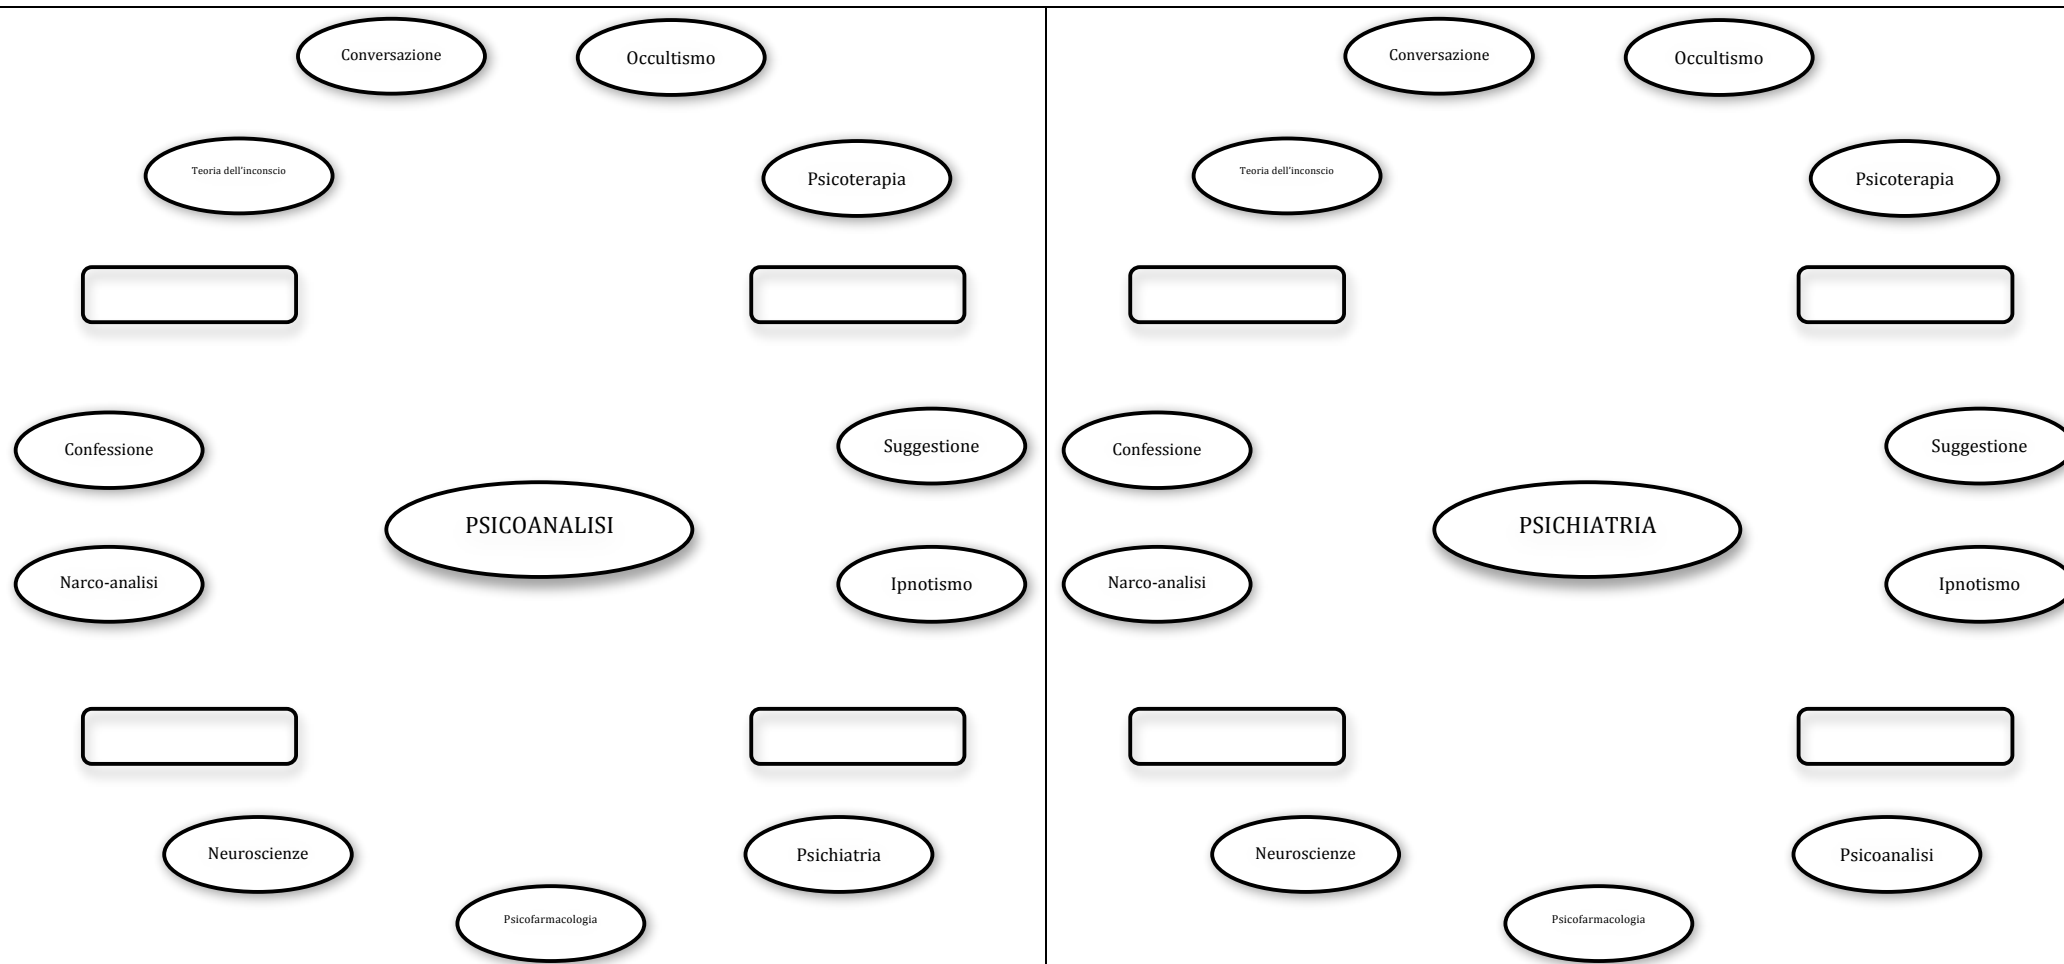 Conversazione
Occultismo
Teoria dell'inconscio
Psicoterapia
Confessione
Suggestione
PSICOANALISI
Narco-analisi
Ipnotismo
Neuroscienze
Psichiatria
Psicofarmacologia
Conversazione
Occultismo
Teoria dell'inconscio
Psicoterapia
Confessione
Suggestione
PSICHIATRIA
Narco-analisi
Ipnotismo
Neuroscienze
Psicoanalisi
Psicofarmacologia